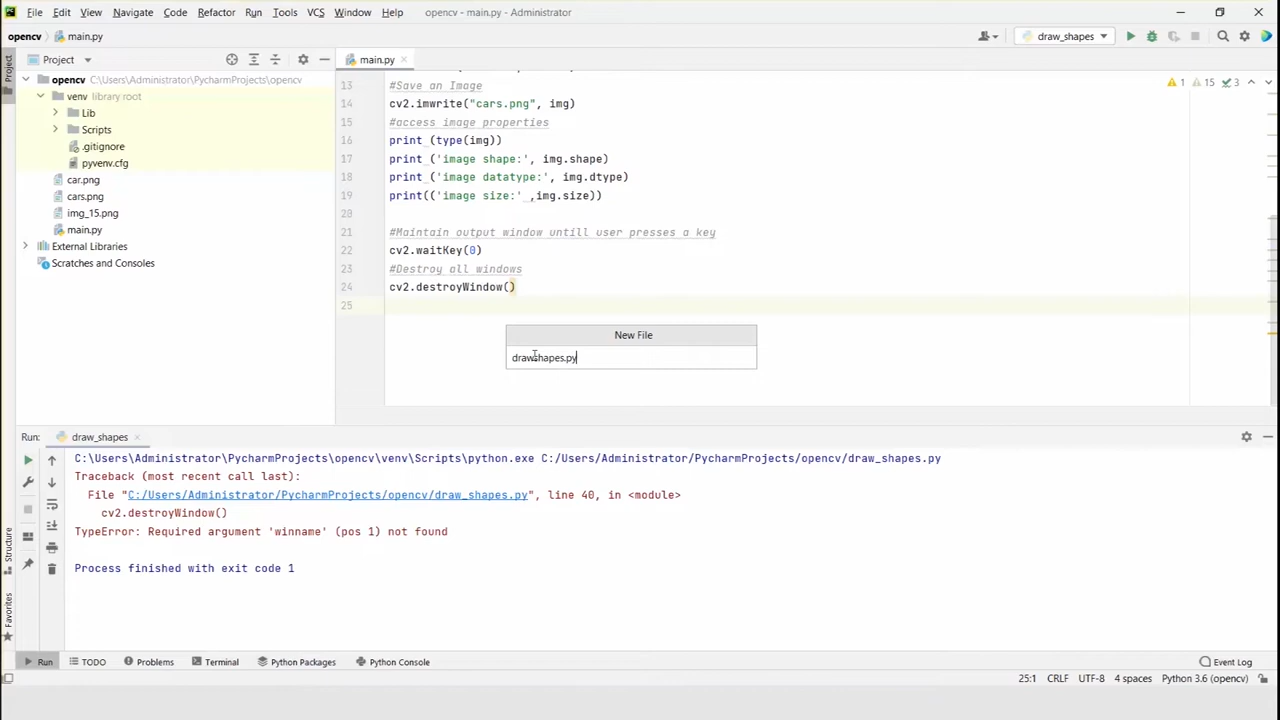 File Edit View Navigate Code Refactor Run Tools VCS Window Help opencv - main.py - Administrator
opencv main.py draw_shapes
Project main.py
opencv C:\Users\Administrator\PycharmProjects\opencv
venv library root
Lib
Scripts
.gitignore
pyvenv.cfg
car.png
cars.png
img_15.png
main.py
External Libraries
Scratches and Consoles
1 15 3
13 #Save an Image
14 cv2.imwrite("cars.png", img)
15 #access image properties
16 print (type(img))
17 print ('image shape:', img.shape)
18 print ('image datatype:', img.dtype)
19 print(('image size:' ,img.size))
20
21 #Maintain output window untill user presses a key
22 cv2.waitKey(0)
23 #Destroy all windows
24 cv2.destroyWindow()
25
New File
drawshapes.py
Run: draw_shapes
C:\Users\Administrator\PycharmProjects\opencv\venv\Scripts\python.exe C:/Users/Administrator/PycharmProjects/opencv/draw_shapes.py
Traceback (most recent call last):
File "C:/Users/Administrator/PycharmProjects/opencv/draw_shapes.py", line 40, in <module>
cv2.destroyWindow()
TypeError: Required argument 'winname' (pos 1) not found
Process finished with exit code 1
Project
Structure
Favorites
Run TODO Problems Terminal Python Packages Python Console Event Log
25:1 CRLF UTF-8 4 spaces Python 3.6 (opencv)